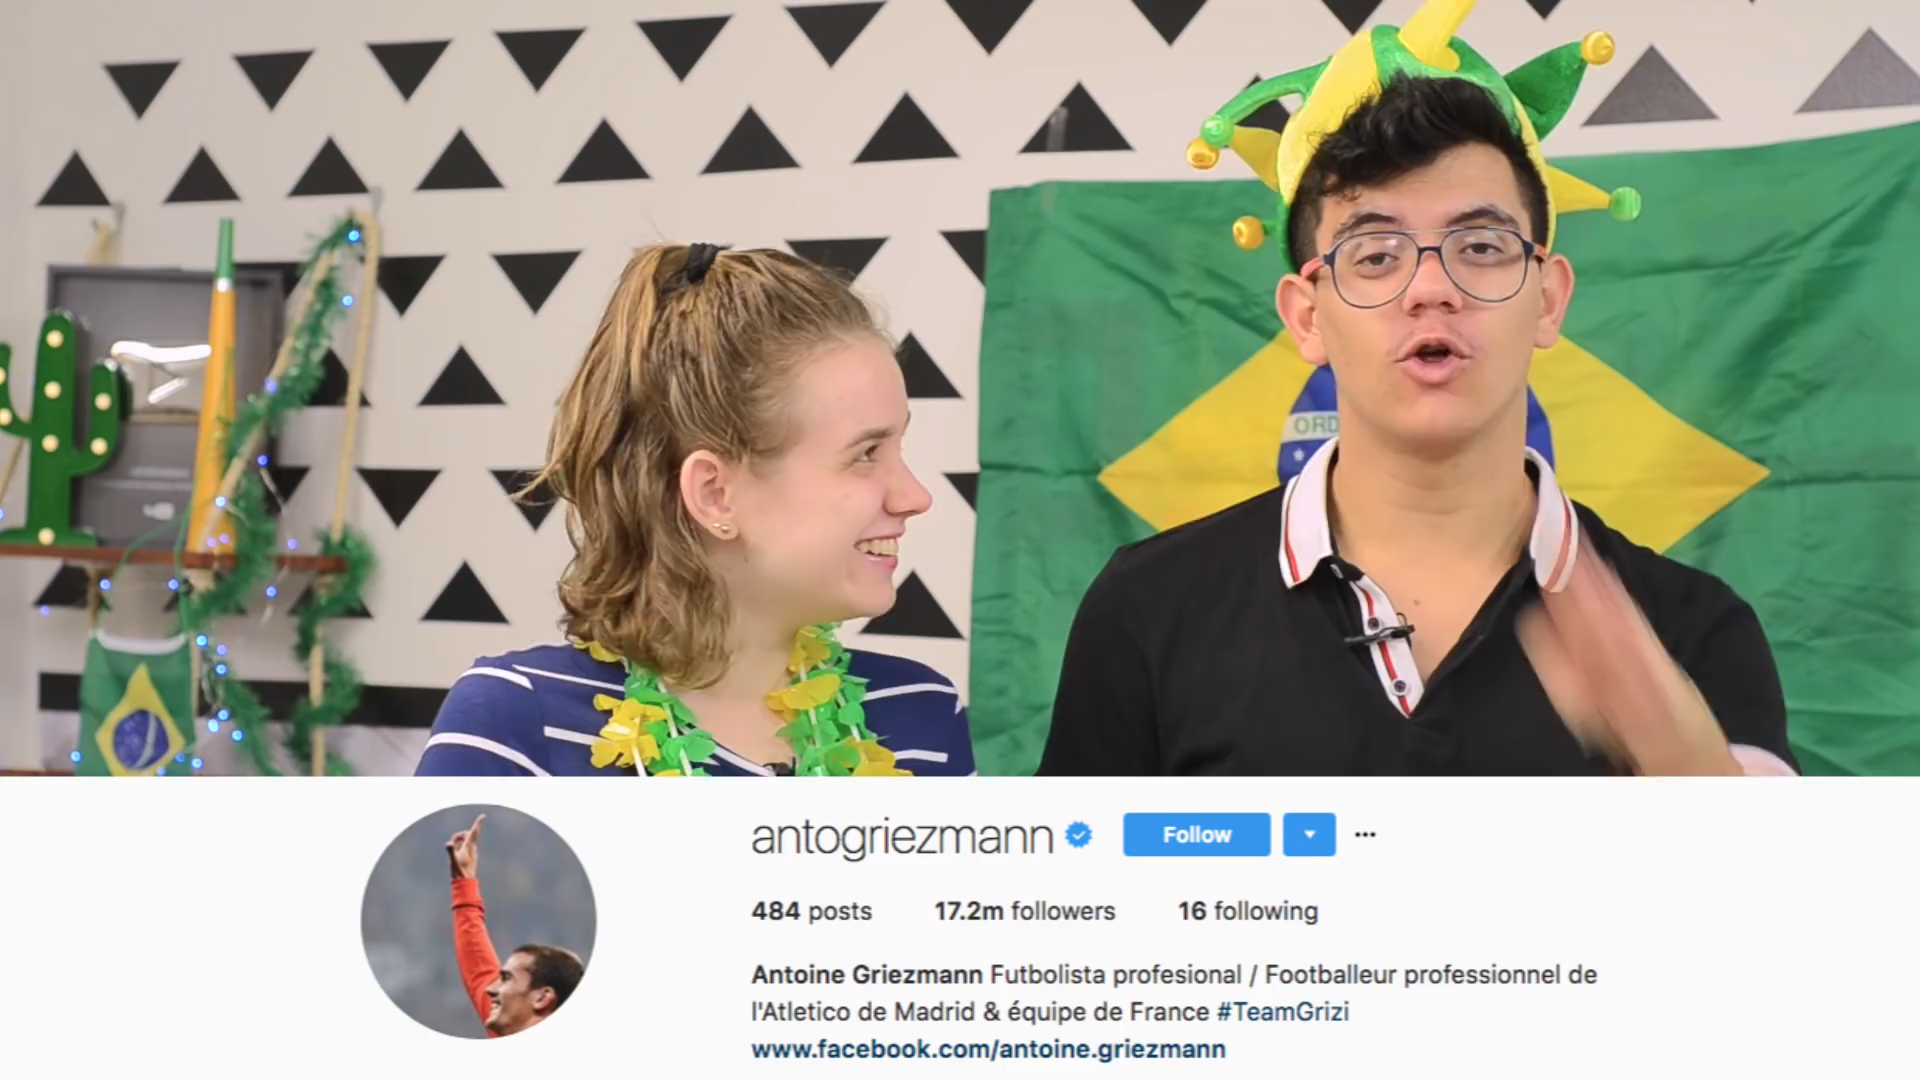 ORD
antogriezmann
Follow
484 posts 17.2m followers 16 following
Antoine Griezmann Futbolista profesional / Footballeur professionnel de
l'Atletico de Madrid & équipe de France #TeamGrizi
www.facebook.com/antoine.griezmann